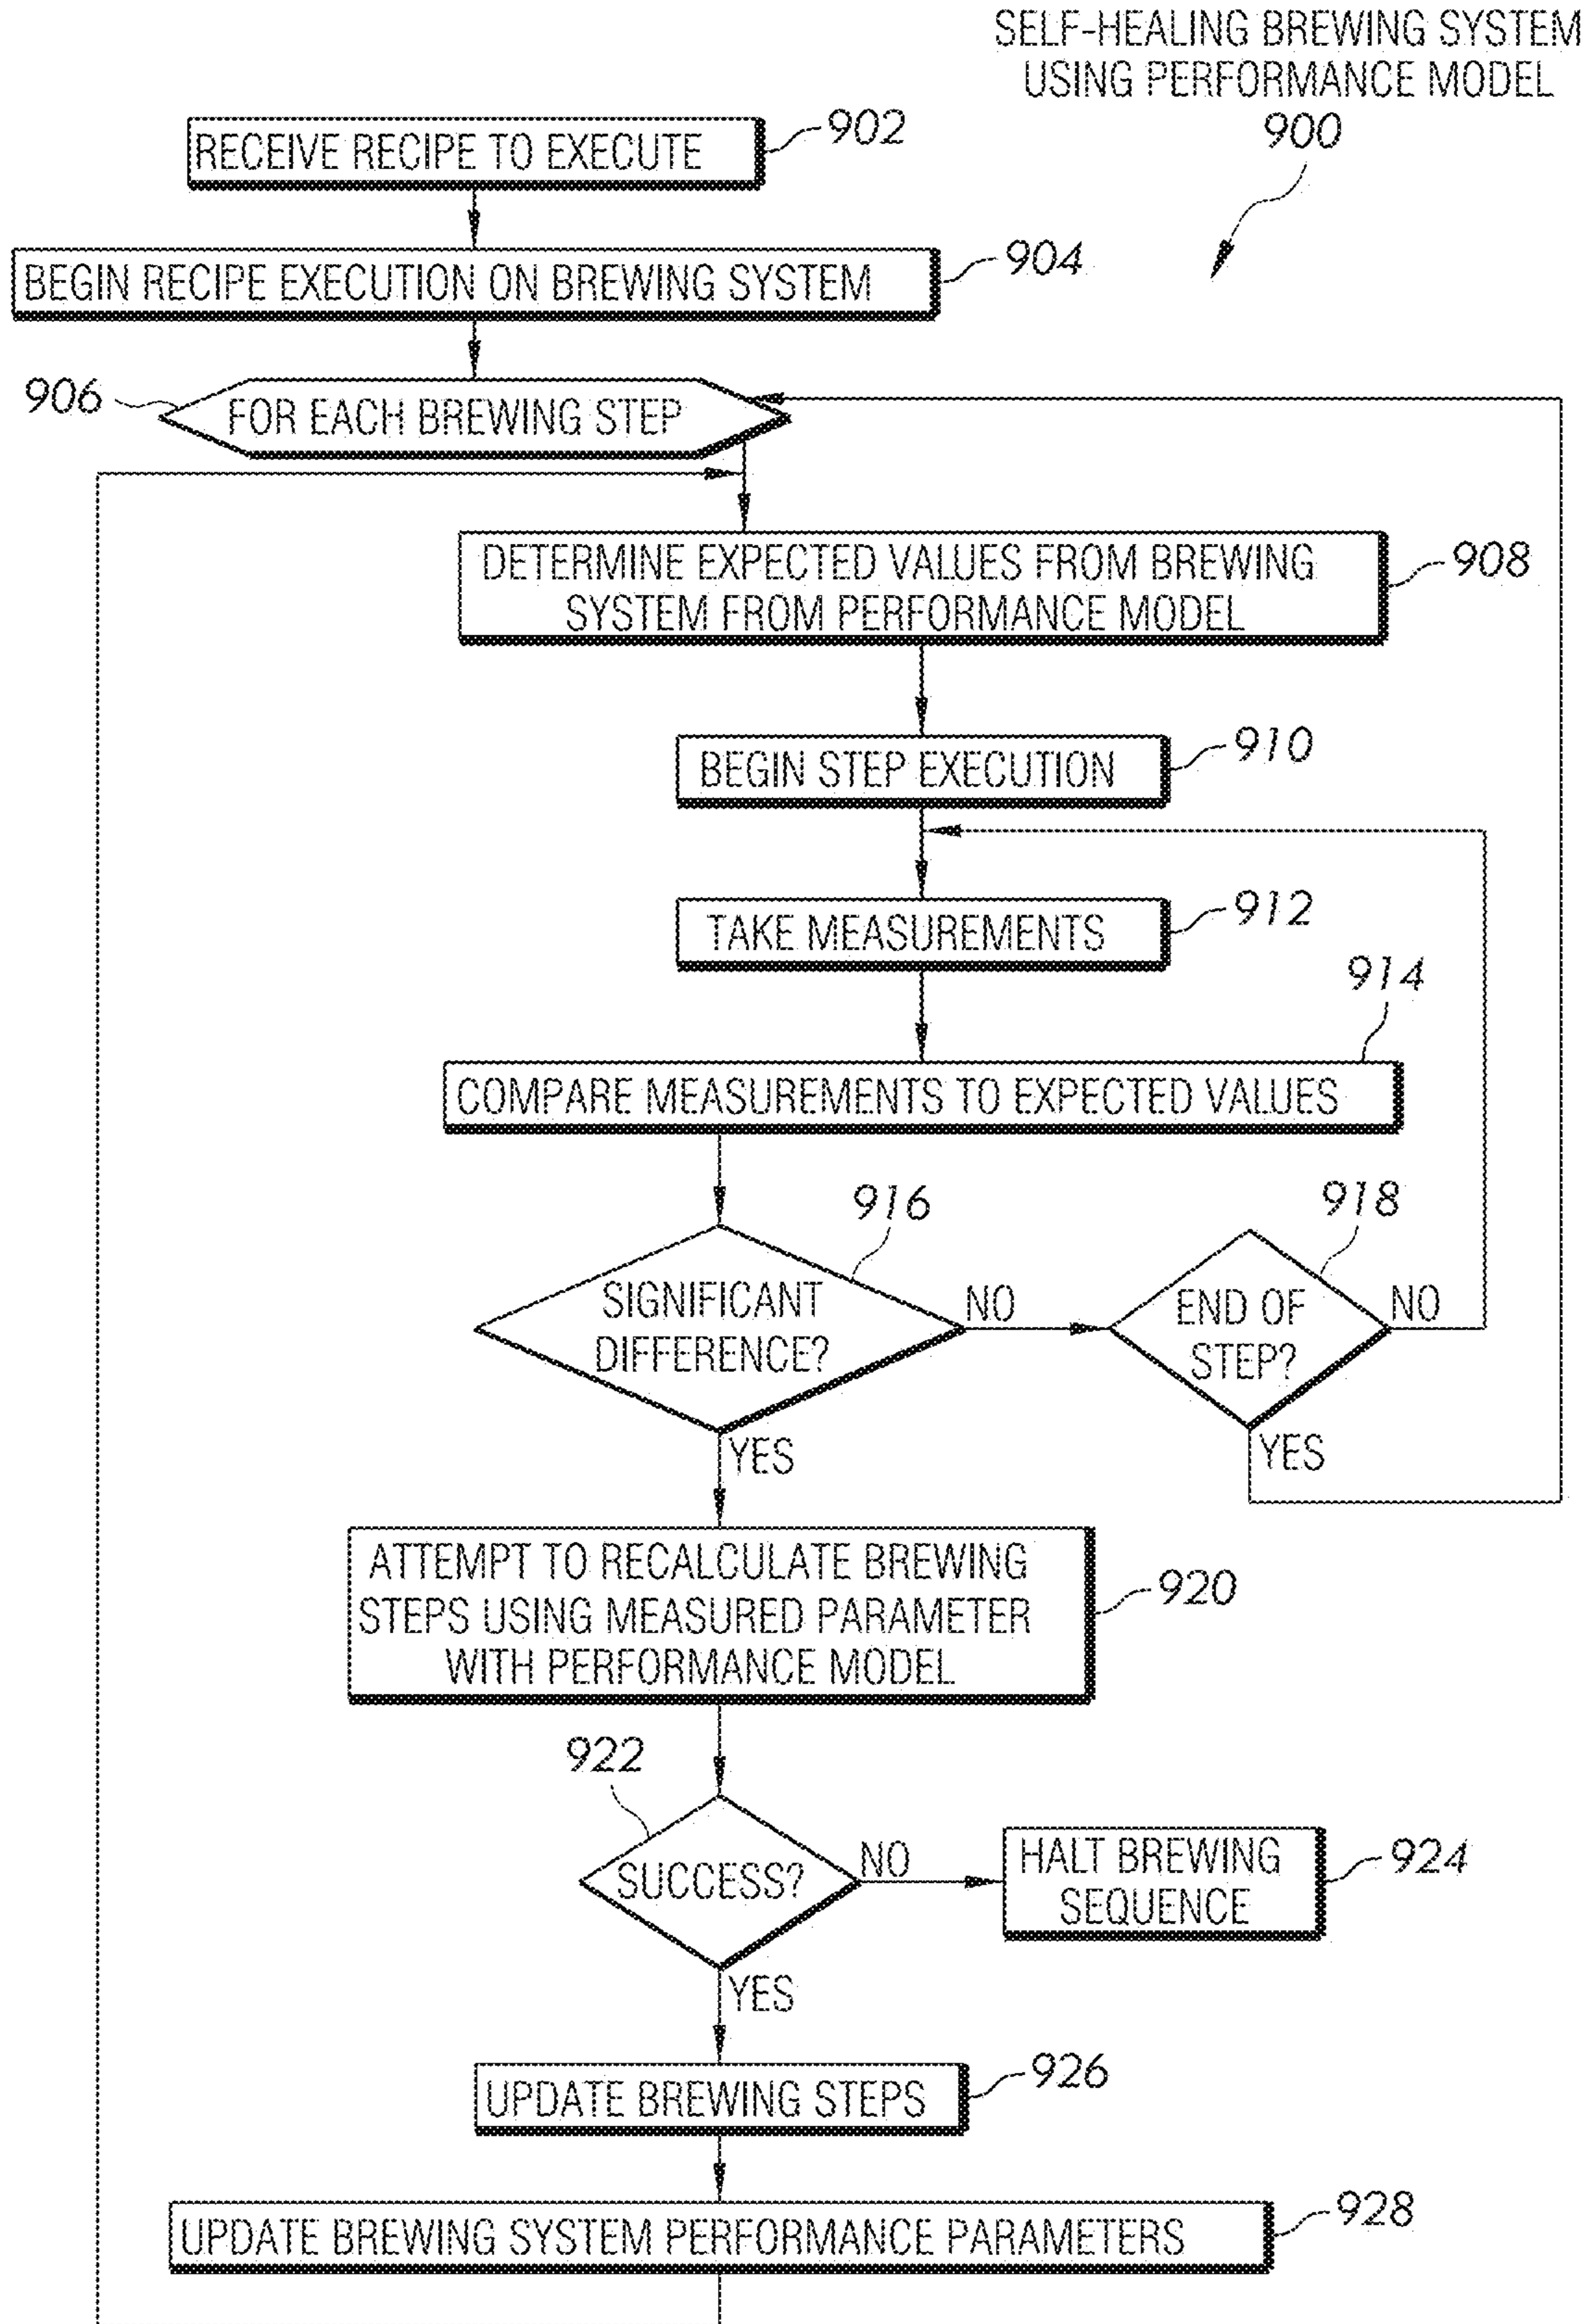 SELF-HEALING BREWING SYSTEM
USING PERFORMANCE MODEL
900
RECEIVE RECIPE TO EXECUTE
902
BEGIN RECIPE EXECUTION ON BREWING SYSTEM
904
906
FOR EACH BREWING STEP
DETERMINE EXPECTED VALUES FROM BREWING
SYSTEM FROM PERFORMANCE MODEL
908
BEGIN STEP EXECUTION
910
TAKE MEASUREMENTS
912
914
COMPARE MEASUREMENTS TO EXPECTED VALUES
916
SIGNIFICANT
DIFFERENCE?
NO
YES
918
END OF
STEP?
NO
YES
ATTEMPT TO RECALCULATE BREWING
STEPS USING MEASURED PARAMETER
WITH PERFORMANCE MODEL
920
922
SUCCESS?
NO
YES
HALT BREWING
SEQUENCE
924
UPDATE BREWING STEPS
926
UPDATE BREWING SYSTEM PERFORMANCE PARAMETERS
928